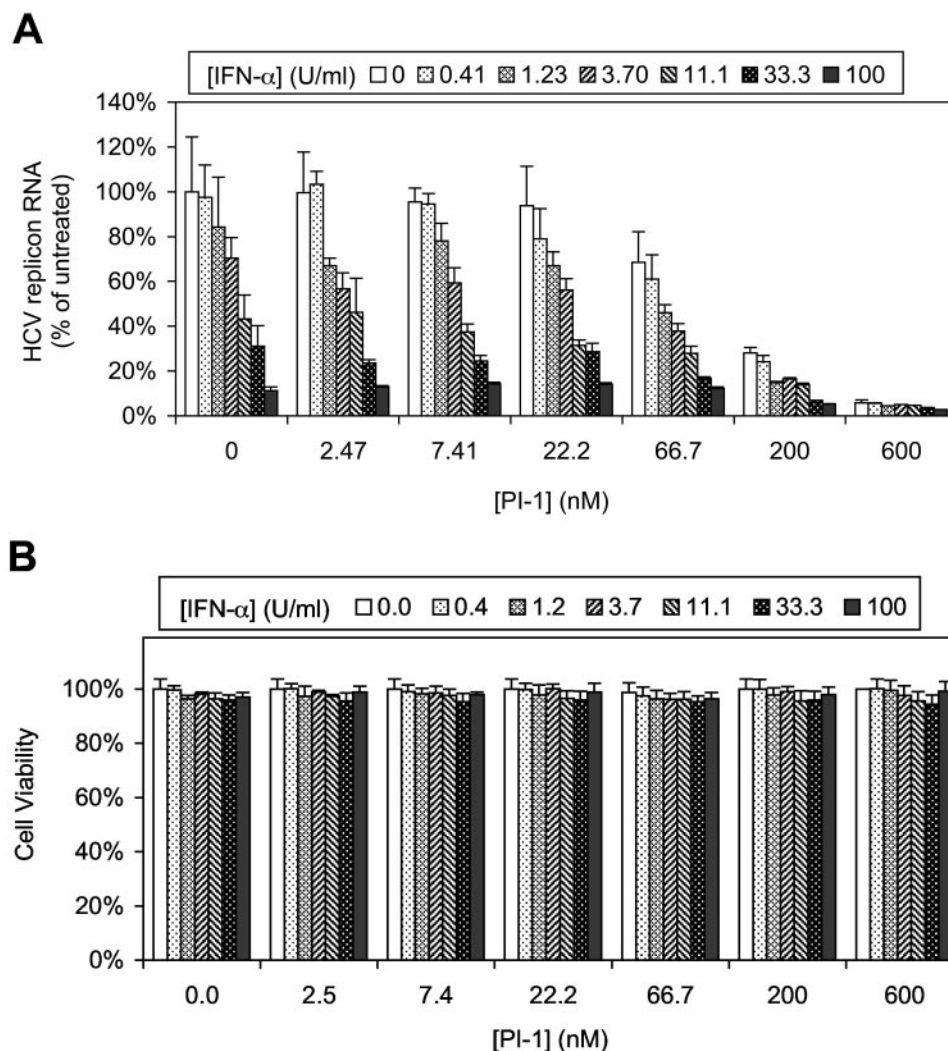 A
[IFN-α] (U/ml) 0 0.41 1.23 3.70 11.1 33.3 100
140%
120%
100%
80%
60%
40%
20%
0%
HCV replicon RNA
(% of untreated)
0 2.47 7.41 22.2 66.7 200 600
[PI-1] (nM)
B
[IFN-α] (U/ml) 0.0 0.4 1.2 3.7 11.1 33.3 100
100%
80%
60%
40%
20%
0%
Cell Viability
0.0 2.5 7.4 22.2 66.7 200 600
[PI-1] (nM)